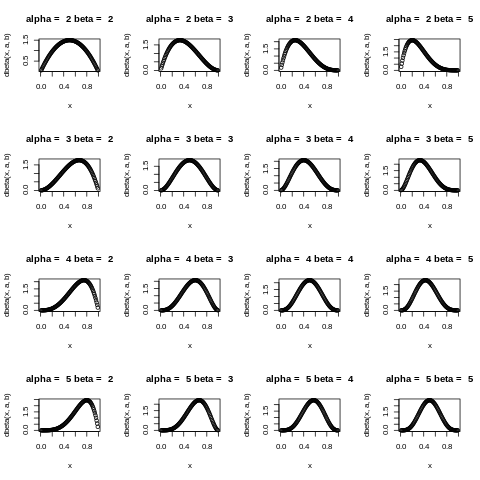 alpha = 2 beta = 2
dbeta(x, a, b)
0.5 1.5
0.0 0.4 0.8
x
alpha = 2 beta = 3
dbeta(x, a, b)
0.0 1.5
0.0 0.4 0.8
x
alpha = 2 beta = 4
dbeta(x, a, b)
0.0 1.5
0.0 0.4 0.8
x
alpha = 2 beta = 5
dbeta(x, a, b)
0.0 1.5
0.0 0.4 0.8
x
alpha = 3 beta = 2
dbeta(x, a, b)
0.0 1.5
0.0 0.4 0.8
x
alpha = 3 beta = 3
dbeta(x, a, b)
0.0 1.5
0.0 0.4 0.8
x
alpha = 3 beta = 4
dbeta(x, a, b)
0.0 1.5
0.0 0.4 0.8
x
alpha = 3 beta = 5
dbeta(x, a, b)
0.0 1.5
0.0 0.4 0.8
x
alpha = 4 beta = 2
dbeta(x, a, b)
0.0 1.5
0.0 0.4 0.8
x
alpha = 4 beta = 3
dbeta(x, a, b)
0.0 1.5
0.0 0.4 0.8
x
alpha = 4 beta = 4
dbeta(x, a, b)
0.0 1.5
0.0 0.4 0.8
x
alpha = 4 beta = 5
dbeta(x, a, b)
0.0 1.5
0.0 0.4 0.8
x
alpha = 5 beta = 2
dbeta(x, a, b)
0.0 1.5
0.0 0.4 0.8
x
alpha = 5 beta = 3
dbeta(x, a, b)
0.0 1.5
0.0 0.4 0.8
x
alpha = 5 beta = 4
dbeta(x, a, b)
0.0 1.5
0.0 0.4 0.8
x
alpha = 5 beta = 5
dbeta(x, a, b)
0.0 1.5
0.0 0.4 0.8
x